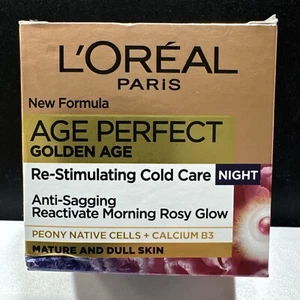 L'ORÉAL
PARIS
New Formula
AGE PERFECT
GOLDEN AGE
Re-Stimulating Cold Care NIGHT
Anti-Sagging
Reactivate Morning Rosy Glow
PEONY NATIVE CELLS + CALCIUM B3
MATURE AND DULL SKIN